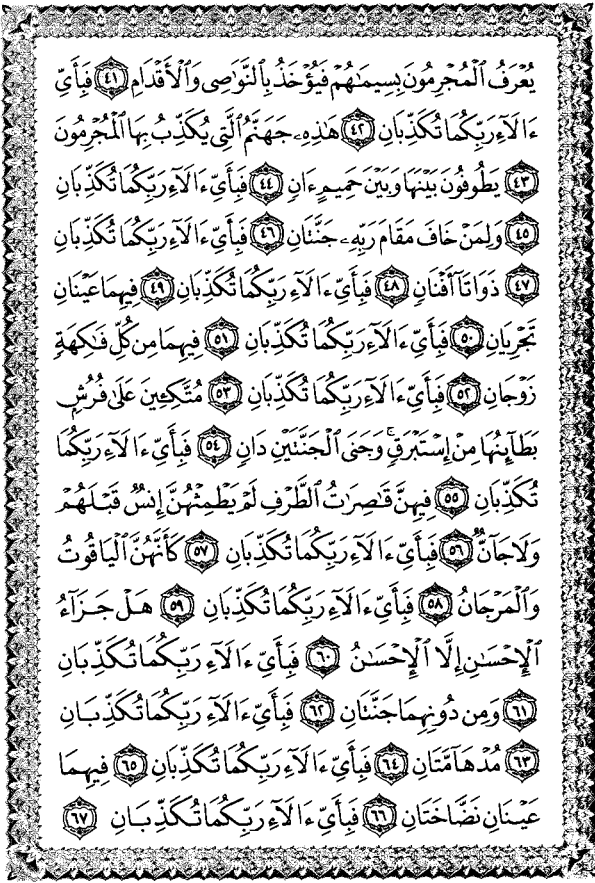 يُعۡرَفُ ٱلۡمُجۡرِمُونَ بِسِيمَٰهُمۡ فَيُؤۡخَذُ بِٱلنَّوَٰصِى وَٱلۡأَقۡدَامِ ٤١ فَبِأَىِّ
ءَالَآءِ رَبِّكُمَا تُكَذِّبَانِ ٤٢ هَٰذِهِۦ جَهَنَّمُ ٱلَّتِى يُكَذِّبُ بِهَا ٱلۡمُجۡرِمُونَ
٤٣ يَطُوفُونَ بَيۡنَهَا وَبَيۡنَ حَمِيمٍ ءَانٍ ٤٤ فَبِأَىِّ ءَالَآءِ رَبِّكُمَا تُكَذِّبَانِ
٤٥ وَلِمَنۡ خَافَ مَقَامَ رَبِّهِۦ جَنَّتَانِ ٤٦ فَبِأَىِّ ءَالَآءِ رَبِّكُمَا تُكَذِّبَانِ
٤٧ ذَوَاتَآ أَفۡنَانٍ ٤٨ فَبِأَىِّ ءَالَآءِ رَبِّكُمَا تُكَذِّبَانِ ٤٩ فِيهِمَا عَيۡنَانِ
تَجۡرِيَانِ ٥٠ فَبِأَىِّ ءَالَآءِ رَبِّكُمَا تُكَذِّبَانِ ٥١ فِيهِمَا مِن كُلِّ فَٰكِهَةٍ
زَوۡجَانِ ٥٢ فَبِأَىِّ ءَالَآءِ رَبِّكُمَا تُكَذِّبَانِ ٥٣ مُتَّكِـِٔينَ عَلَىٰ فُرُشٍۭ
بَطَآئِنُهَا مِنۡ إِسۡتَبۡرَقٍۚ وَجَنَى ٱلۡجَنَّتَيۡنِ دَانٍ ٥٤ فَبِأَىِّ ءَالَآءِ رَبِّكُمَا
تُكَذِّبَانِ ٥٥ فِيهِنَّ قَٰصِرَٰتُ ٱلطَّرۡفِ لَمۡ يَطۡمِثۡهُنَّ إِنسٌ قَبۡلَهُمۡ
وَلَا جَآنٌّ ٥٦ فَبِأَىِّ ءَالَآءِ رَبِّكُمَا تُكَذِّبَانِ ٥٧ كَأَنَّهُنَّ ٱلۡيَاقُوتُ
وَٱلۡمَرۡجَانُ ٥٨ فَبِأَىِّ ءَالَآءِ رَبِّكُمَا تُكَذِّبَانِ ٥٩ هَلۡ جَزَآءُ
ٱلۡإِحۡسَٰنِ إِلَّا ٱلۡإِحۡسَٰنُ ٦٠ فَبِأَىِّ ءَالَآءِ رَبِّكُمَا تُكَذِّبَانِ
٦١ وَمِن دُونِهِمَا جَنَّتَانِ ٦٢ فَبِأَىِّ ءَالَآءِ رَبِّكُمَا تُكَذِّبَانِ
٦٣ مُدۡهَآمَّتَانِ ٦٤ فَبِأَىِّ ءَالَآءِ رَبِّكُمَا تُكَذِّبَانِ ٦٥ فِيهِمَا
عَيۡنَانِ نَضَّاخَتَانِ ٦٦ فَبِأَىِّ ءَالَآءِ رَبِّكُمَا تُكَذِّبَانِ ٦٧